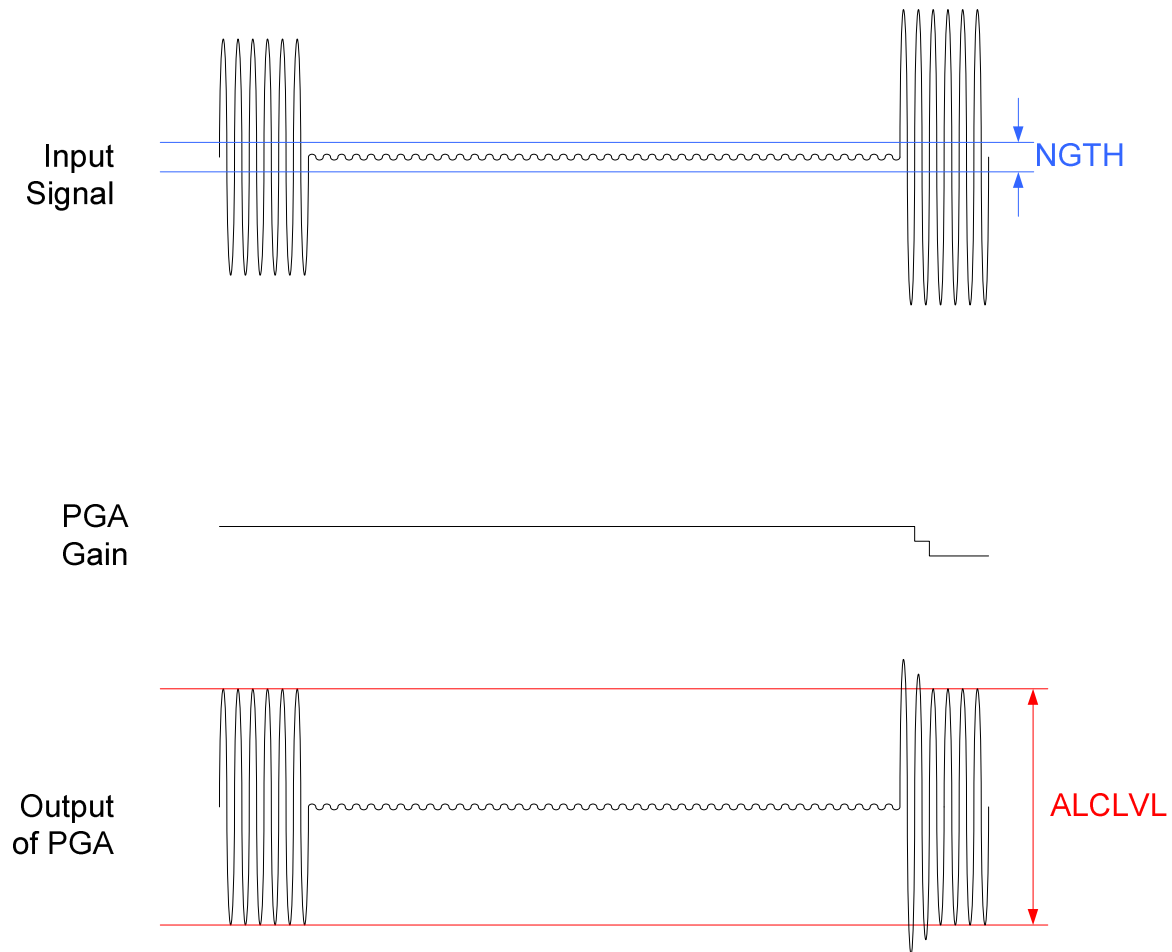 Input
Signal
NGTH
PGA
Gain
Output
of PGA
ALCLVL